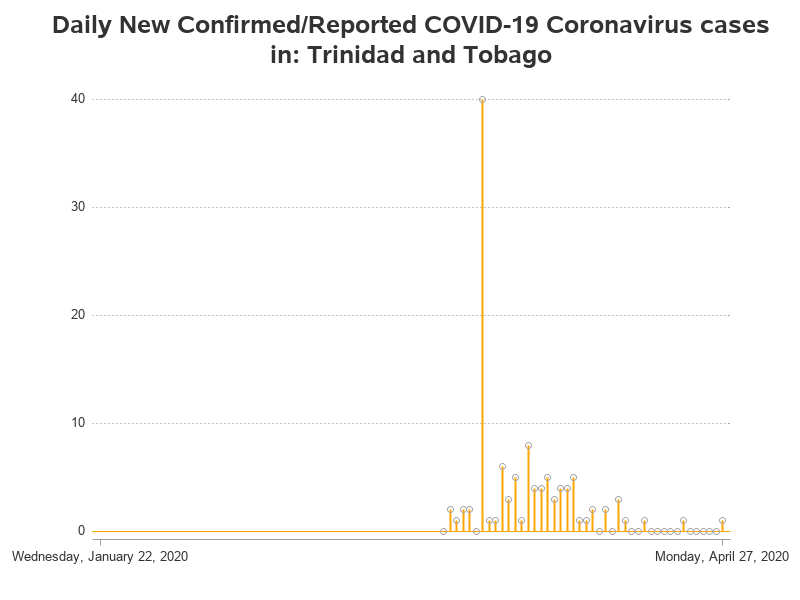 Daily New Confirmed/Reported COVID-19 Coronavirus cases
in: Trinidad and Tobago
40
30
20
10
0
Wednesday, January 22, 2020
Monday, April 27, 2020